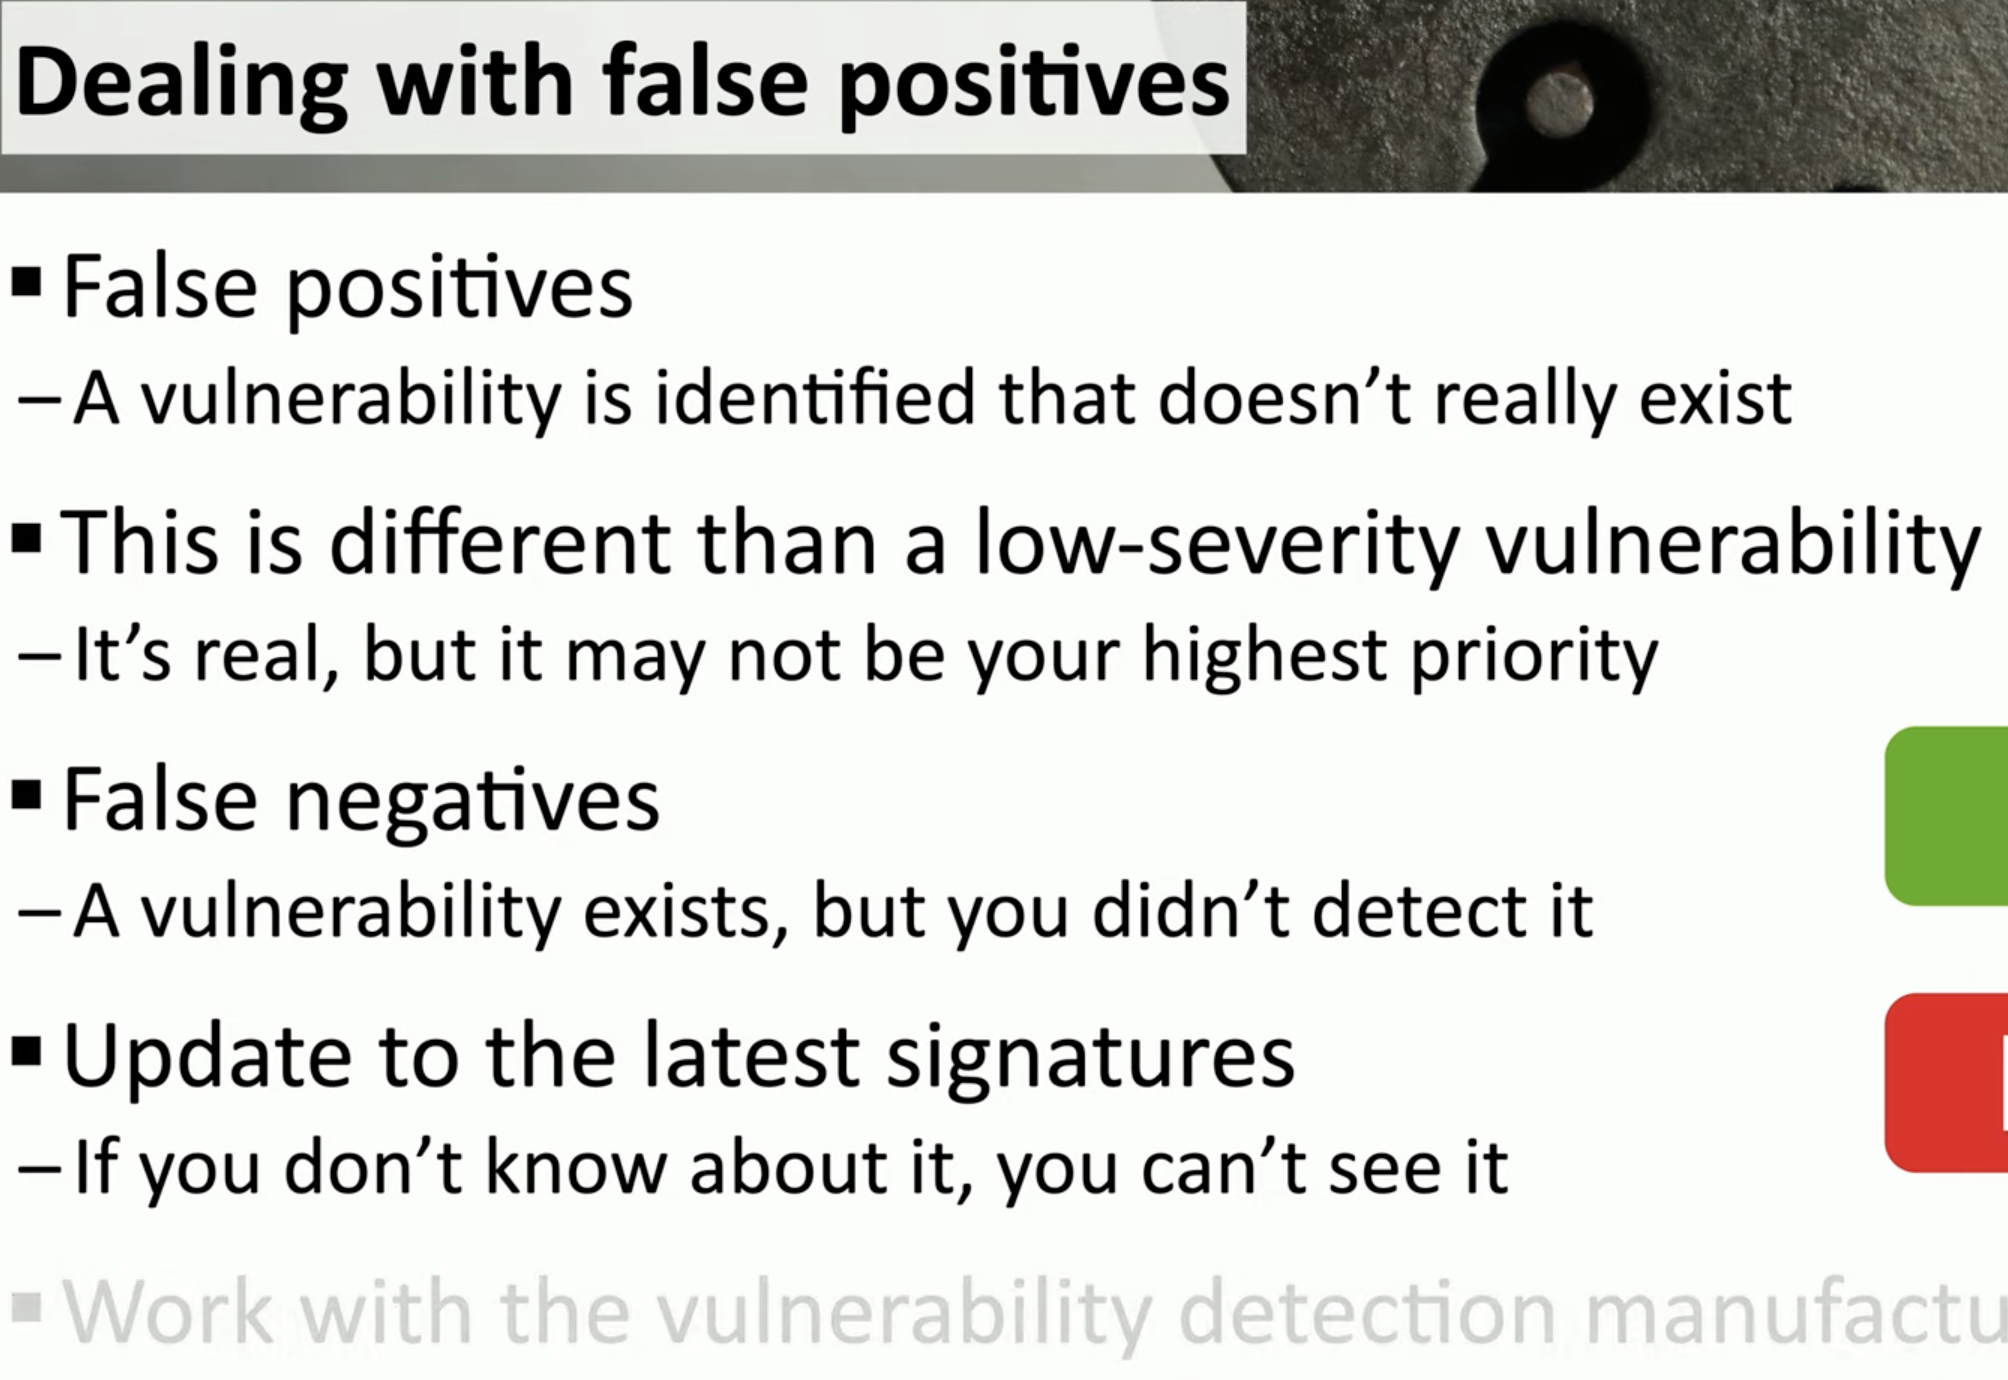 Dealing with false positives
▪ False positives
– A vulnerability is identified that doesn’t really exist
▪ This is different than a low-severity vulnerability
– It’s real, but it may not be your highest priority
▪ False negatives
– A vulnerability exists, but you didn’t detect it
▪ Update to the latest signatures
– If you don’t know about it, you can’t see it
▪ Work with the vulnerability detection manufactu